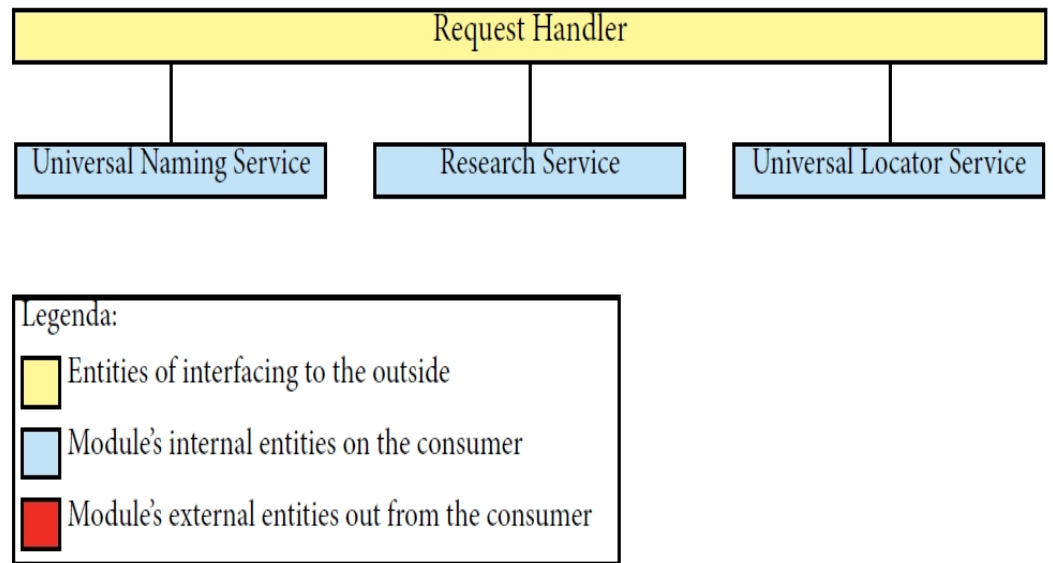 Request Handler
Universal Naming Service
Research Service
Universal Locator Service
Legenda:
Entities of interfacing to the outside
Module's internal entities on the consumer
Module's external entities out from the consumer